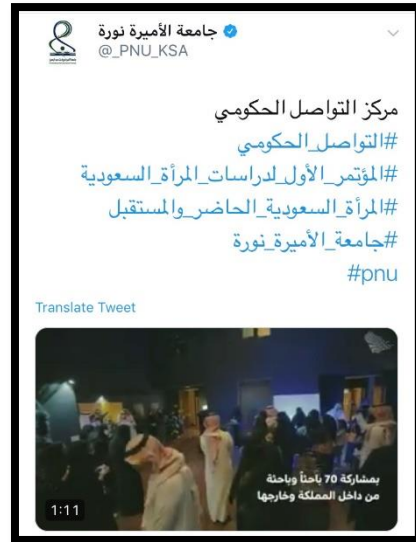 جامعة الأميرة نورة
@_PNU_KSA
مركز التواصل الحكومي
#التواصل_الحكومي
#المؤتمر_الأول_لدراسات_المرأة_السعودية
#المرأة_السعودية_الحاضر_والمستقبل
#جامعة_الأميرة_نورة
#pnu
Translate Tweet
بمشاركة 70 باحثاً وباحثة
من داخل المملكة وخارجها
1:11